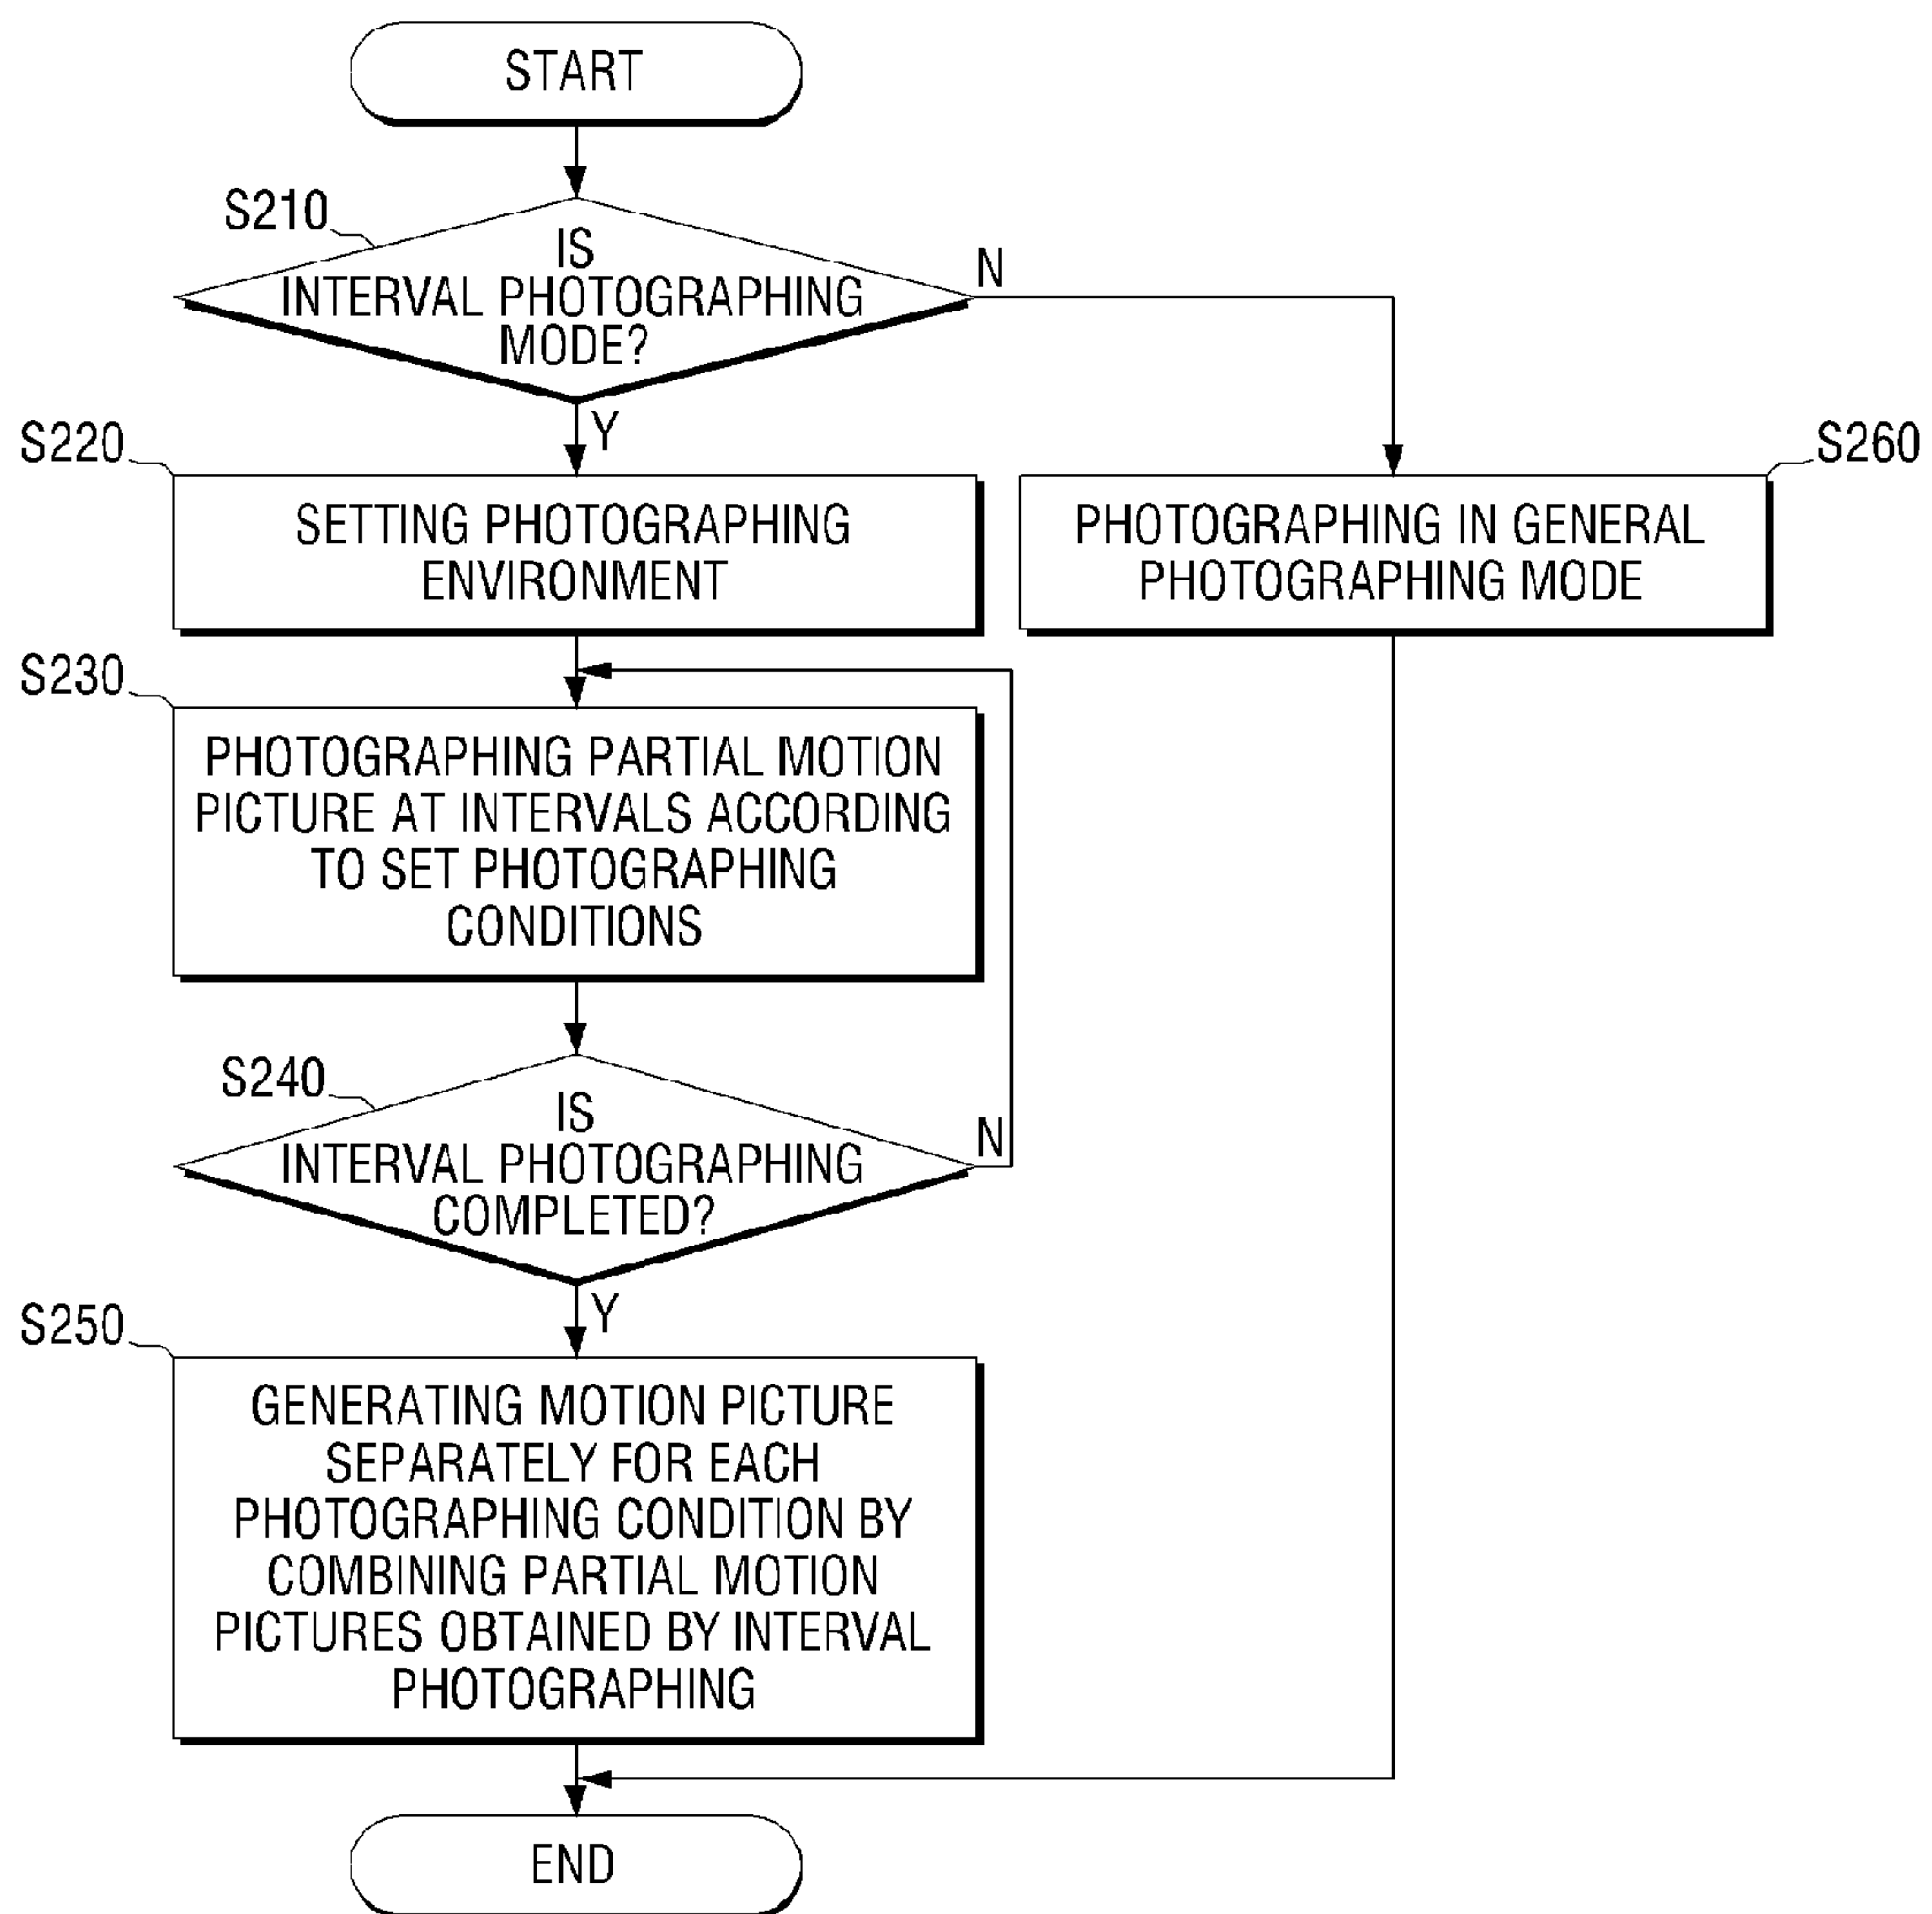 START
S210
IS
INTERVAL PHOTOGRAPHING
MODE?
N
Y
S220
SETTING PHOTOGRAPHING
ENVIRONMENT
S260
PHOTOGRAPHING IN GENERAL
PHOTOGRAPHING MODE
S230
PHOTOGRAPHING PARTIAL MOTION
PICTURE AT INTERVALS ACCORDING
TO SET PHOTOGRAPHING
CONDITIONS
S240
IS
INTERVAL PHOTOGRAPHING
COMPLETED?
N
Y
S250
GENERATING MOTION PICTURE
SEPARATELY FOR EACH
PHOTOGRAPHING CONDITION BY
COMBINING PARTIAL MOTION
PICTURES OBTAINED BY INTERVAL
PHOTOGRAPHING
END